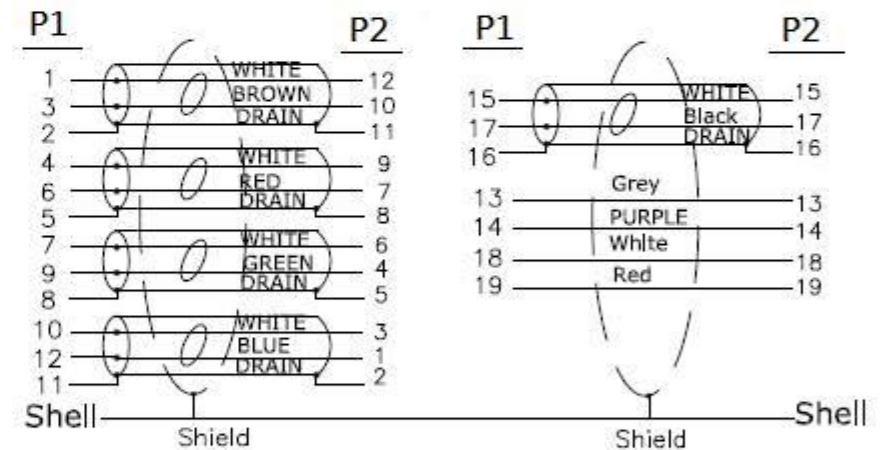 P1 P2
1 WHITE 12
3 BROWN 10
2 DRAIN 11
4 WHITE 9
6 RED 7
5 DRAIN 8
7 WHITE 6
9 GREEN 4
8 DRAIN 5
10 WHITE 3
12 BLUE 1
11 DRAIN 2
P1 P2
15 WHITE 15
17 Black 17
16 DRAIN 16
13 Grey 13
14 PURPLE 14
18 White 18
19 Red 19
Shell Shell
Shield Shield